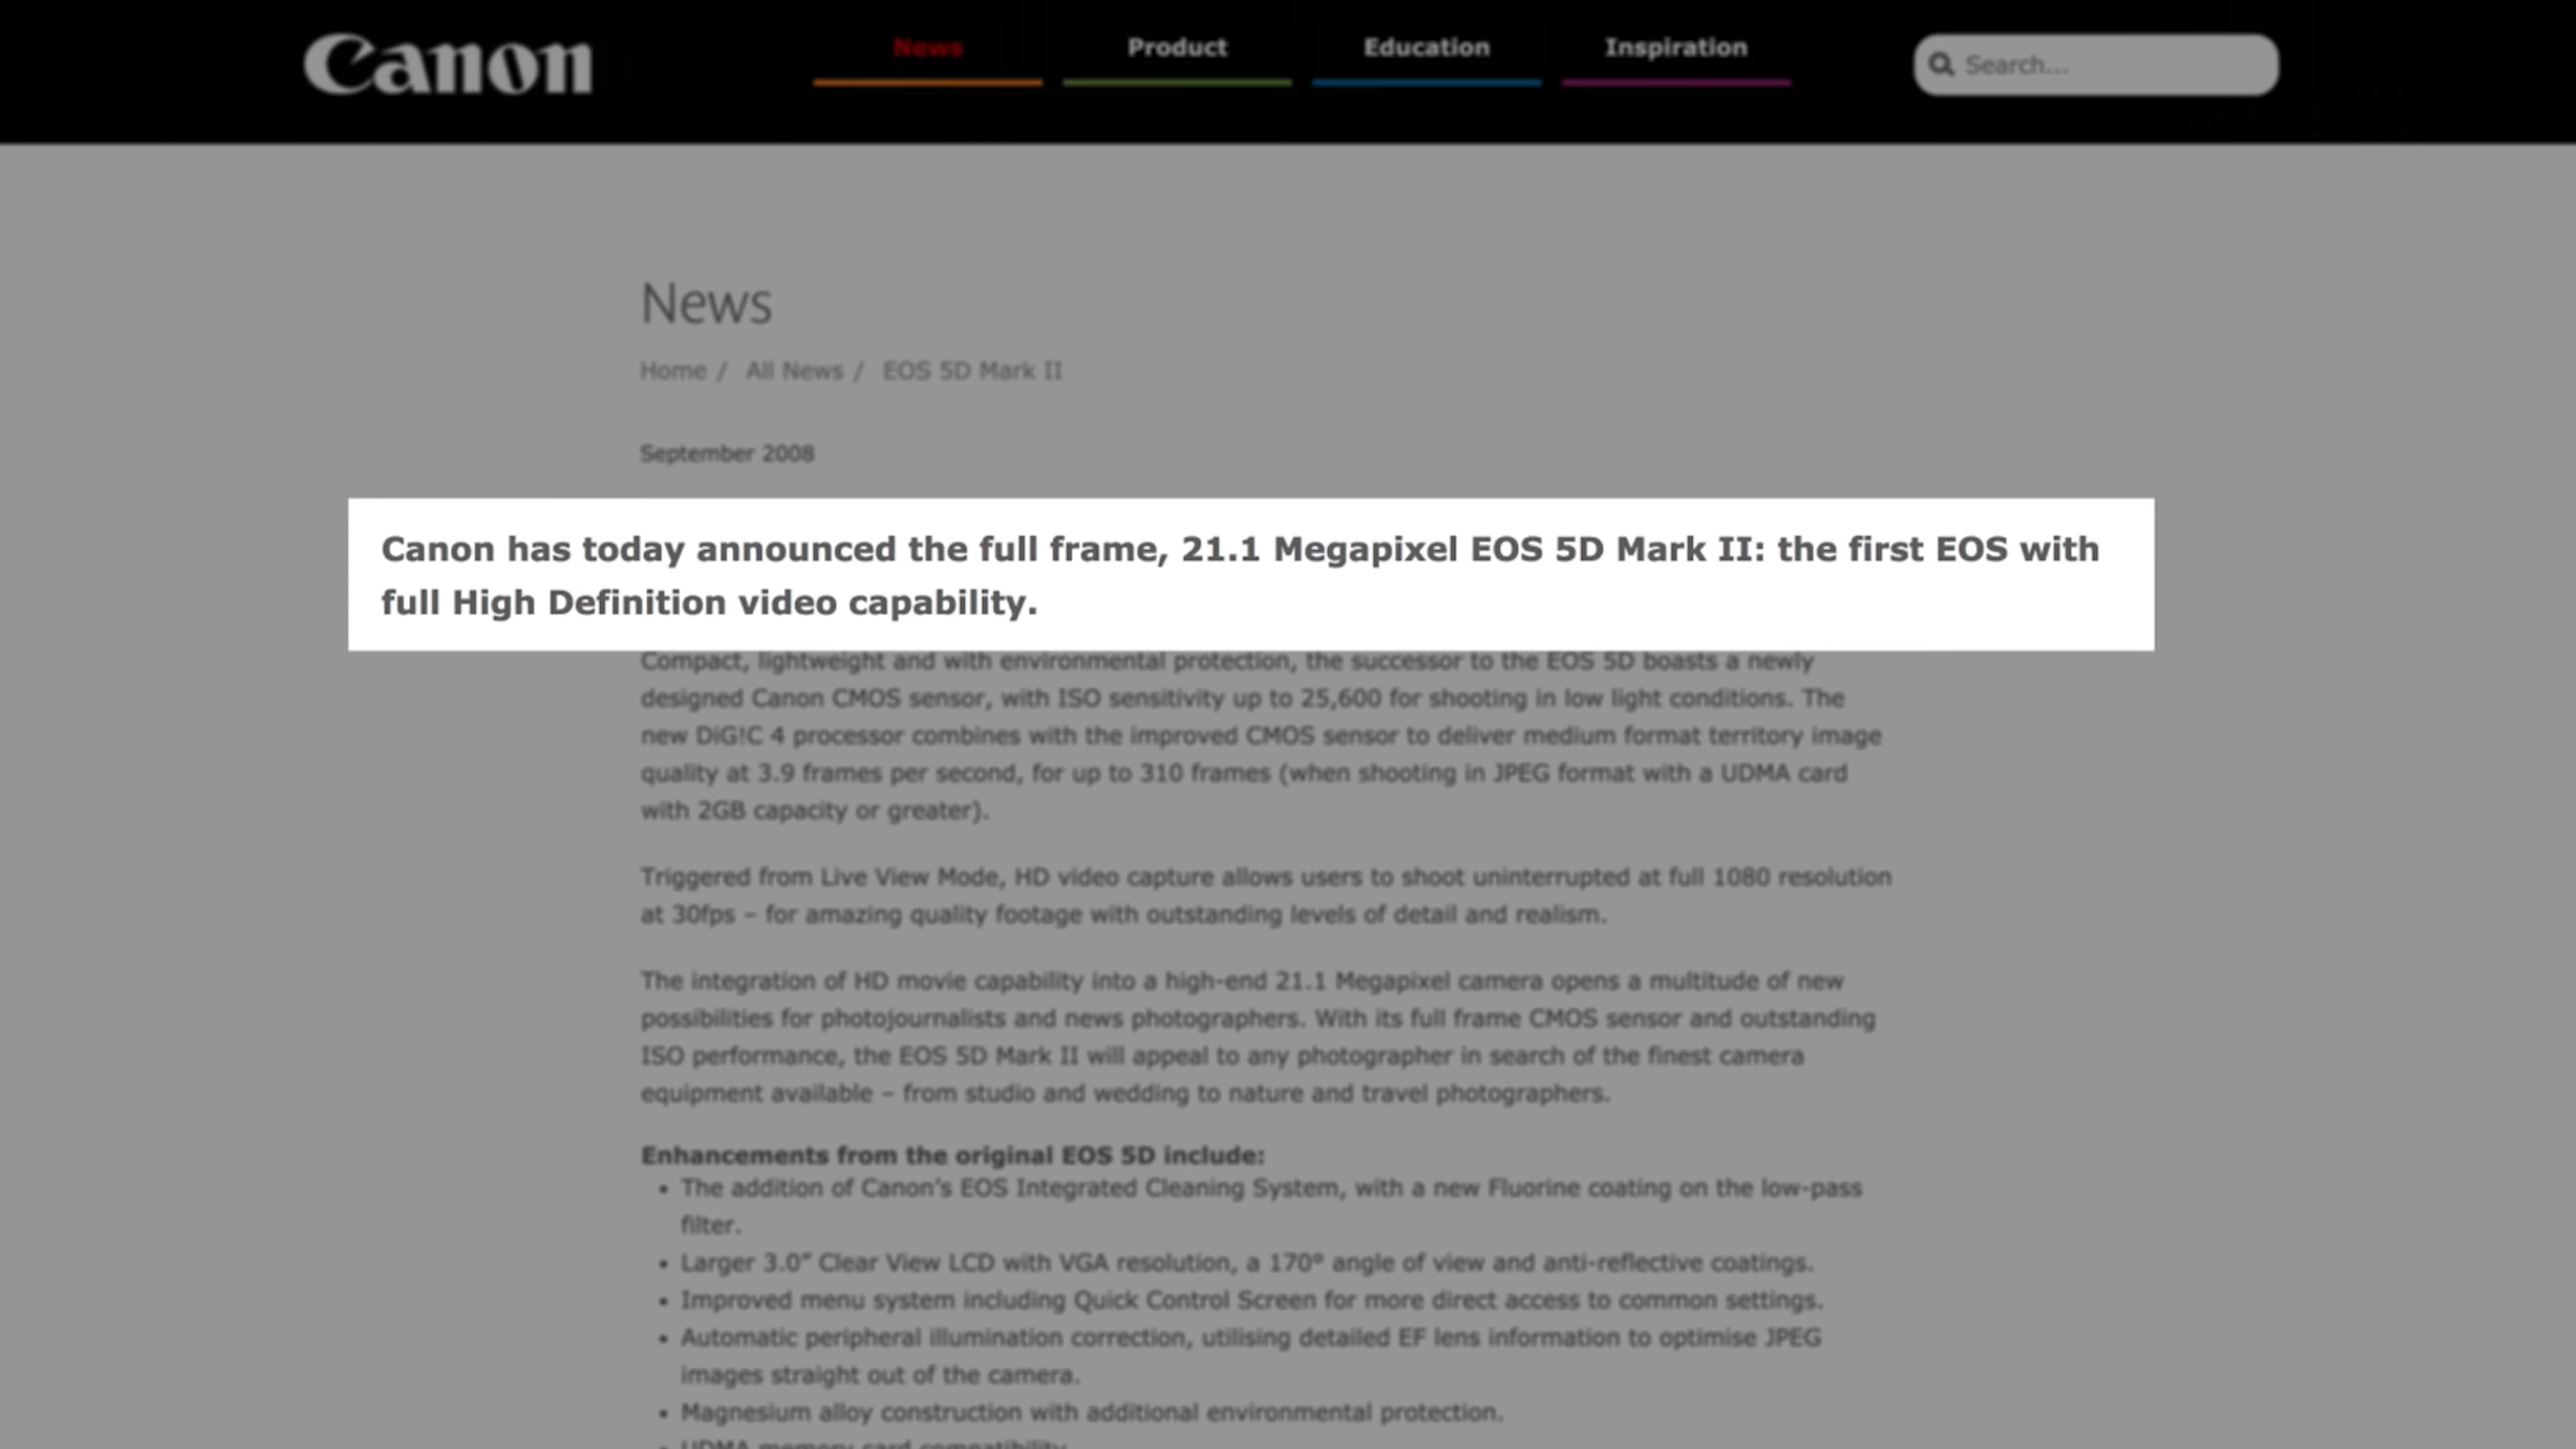 Canon
News
Product
Education
Inspiration
Search...
News
Home / All News / EOS 5D Mark II
September 2008
Canon has today announced the full frame, 21.1 Megapixel EOS 5D Mark II: the first EOS with
full High Definition video capability.
Compact, lightweight and with environmental protection, the successor to the EOS 5D boasts a newly
designed Canon CMOS sensor, with ISO sensitivity up to 25,600 for shooting in low light conditions. The
new DiG!C 4 processor combines with the improved CMOS sensor to deliver medium format territory image
quality at 3.9 frames per second, for up to 310 frames (when shooting in JPEG format with a UDMA card
with 2GB capacity or greater).
Triggered from Live View Mode, HD video capture allows users to shoot uninterrupted at full 1080 resolution
at 30fps – for amazing quality footage with outstanding levels of detail and realism.
The integration of HD movie capability into a high-end 21.1 Megapixel camera opens a multitude of new
possibilities for photojournalists and news photographers. With its full frame CMOS sensor and outstanding
ISO performance, the EOS 5D Mark II will appeal to any photographer in search of the finest camera
equipment available – from studio and wedding to nature and travel photographers.
Enhancements from the original EOS 5D include:
• The addition of Canon’s EOS Integrated Cleaning System, with a new Fluorine coating on the low-pass
filter.
• Larger 3.0” Clear View LCD with VGA resolution, a 170° angle of view and anti-reflective coatings.
• Improved menu system including Quick Control Screen for more direct access to common settings.
• Automatic peripheral illumination correction, utilising detailed EF lens information to optimise JPEG
images straight out of the camera.
• Magnesium alloy construction with additional environmental protection.
• UDMA memory card compatibility